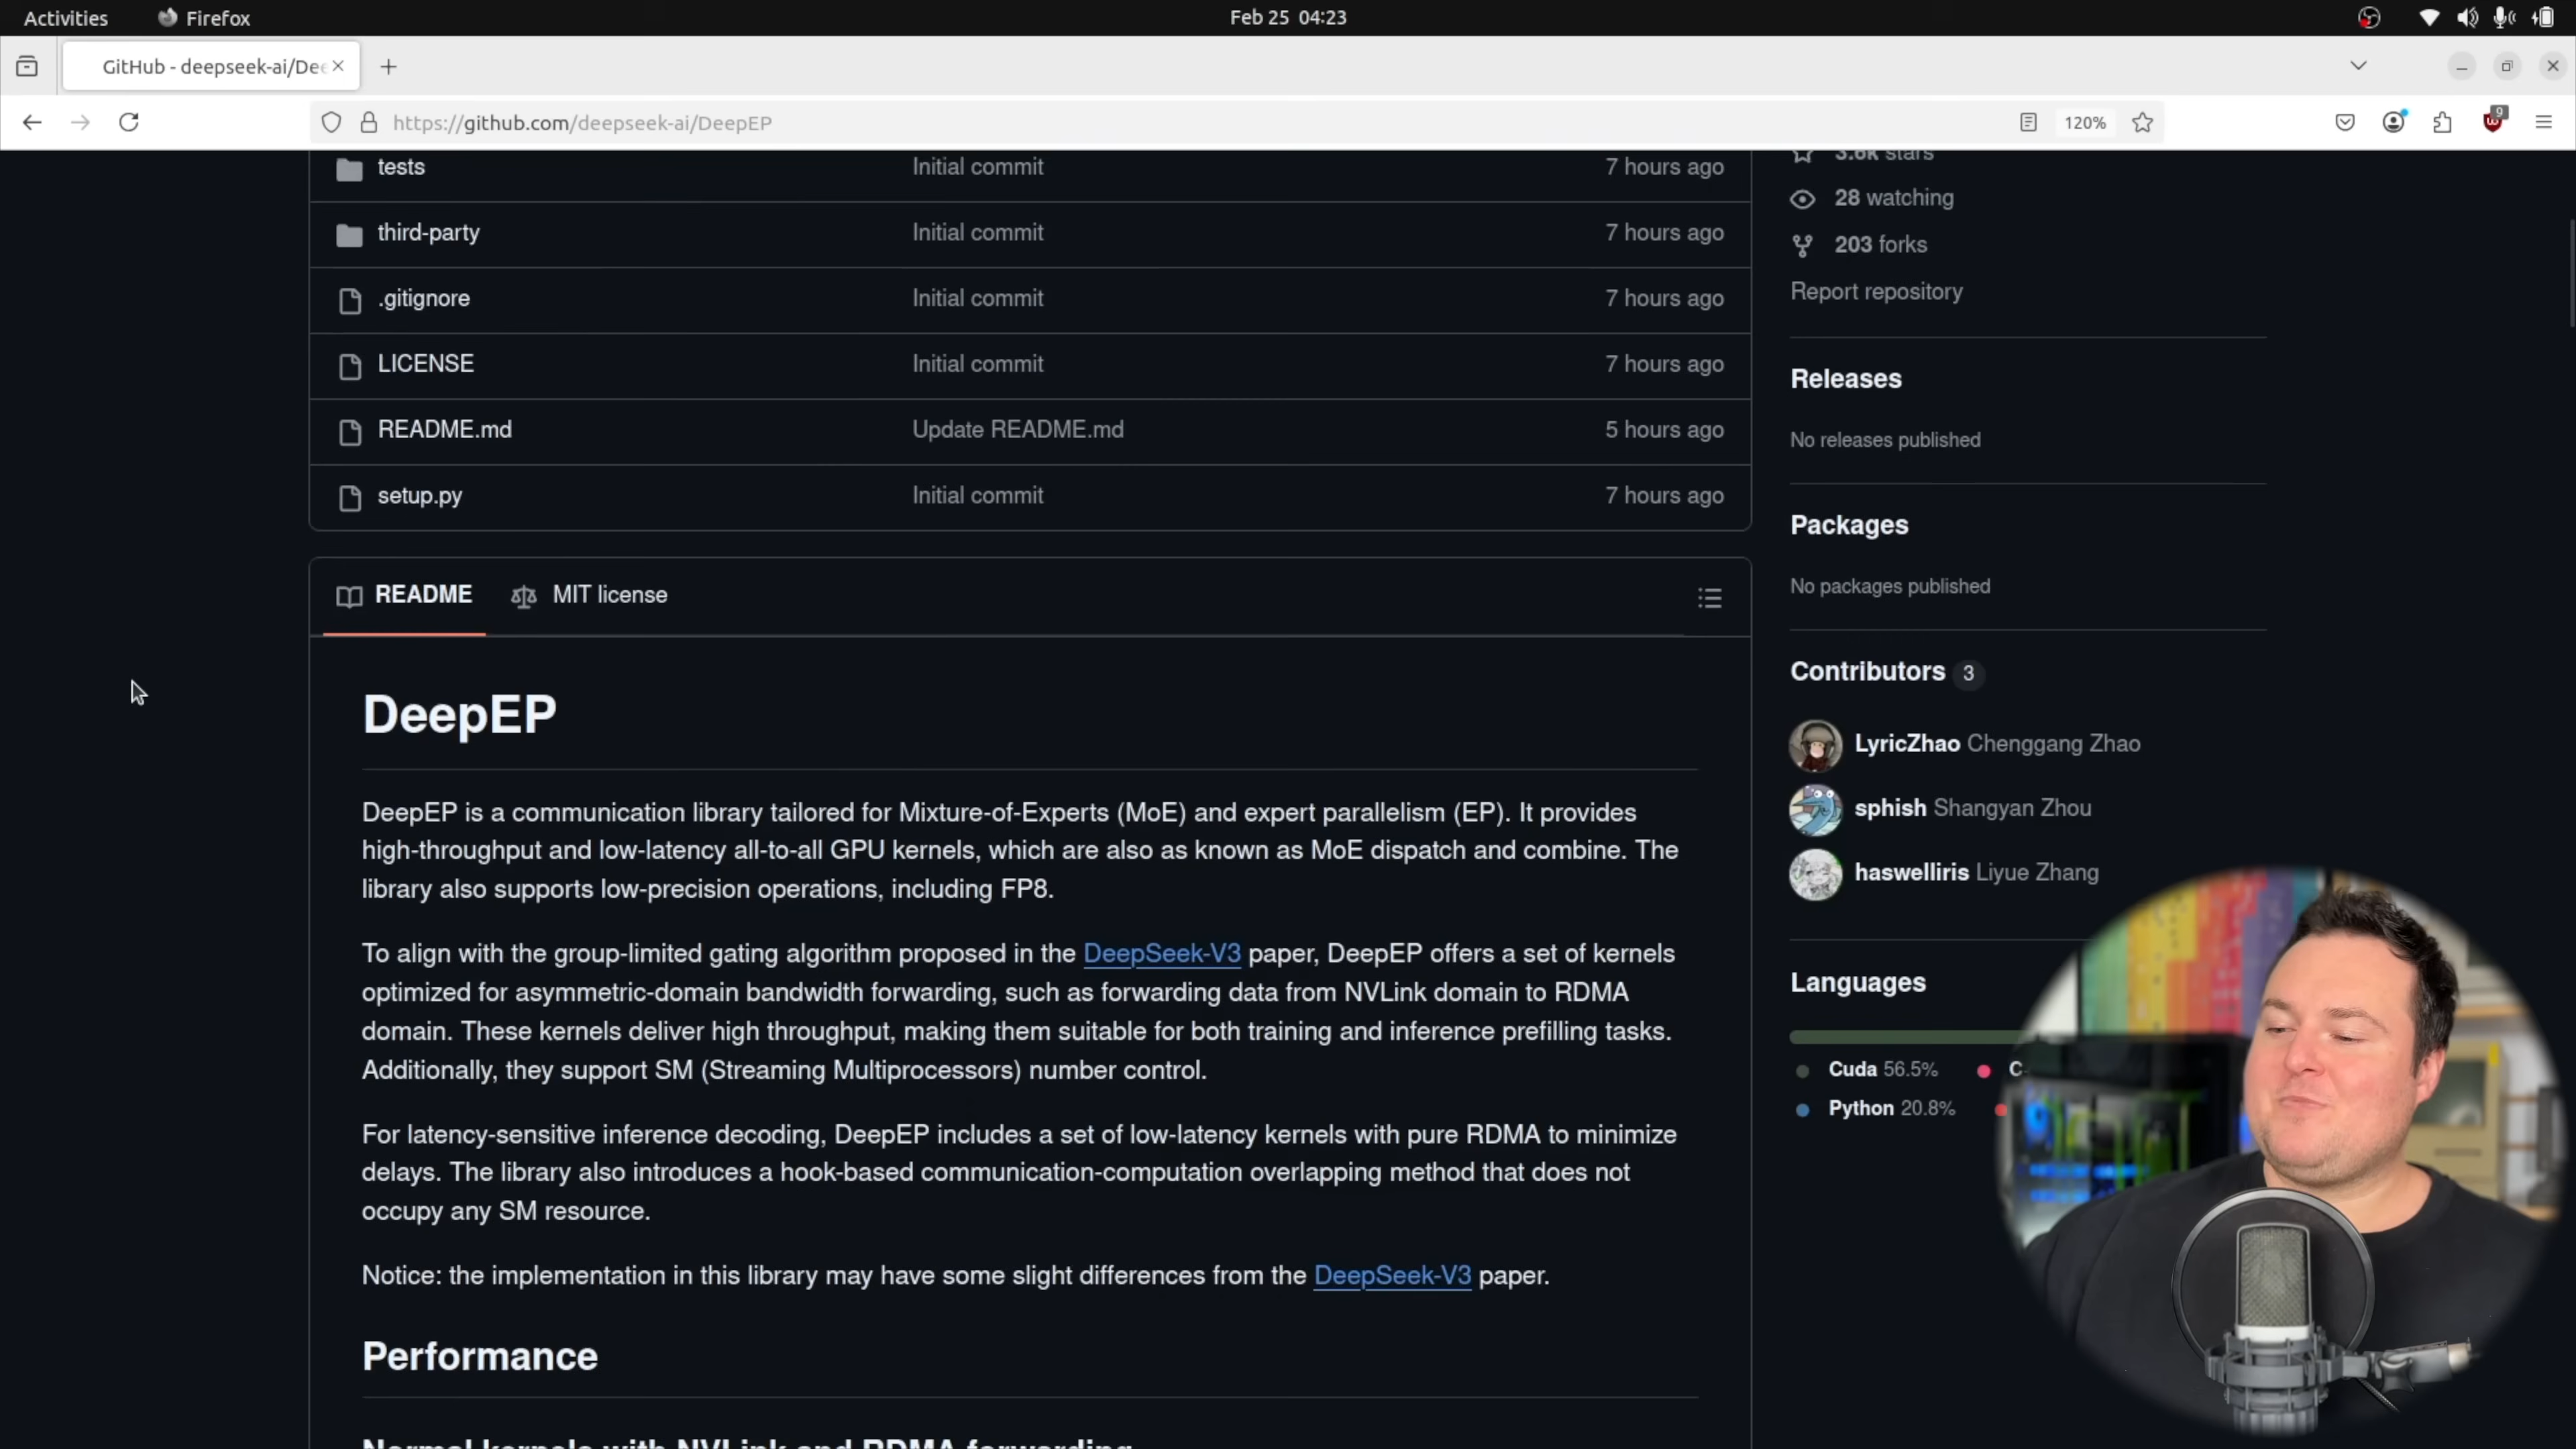 Activities
Firefox
Feb 25 04:23
GitHub - deepseek-ai/Dee
https://github.com/deepseek-ai/DeepEP
120%
9
tests Initial commit 7 hours ago
third-party Initial commit 7 hours ago
.gitignore Initial commit 7 hours ago
LICENSE Initial commit 7 hours ago
README.md Update README.md 5 hours ago
setup.py Initial commit 7 hours ago
README
MIT license
DeepEP
DeepEP is a communication library tailored for Mixture-of-Experts (MoE) and expert parallelism (EP). It provides
high-throughput and low-latency all-to-all GPU kernels, which are also as known as MoE dispatch and combine. The
library also supports low-precision operations, including FP8.
To align with the group-limited gating algorithm proposed in the DeepSeek-V3 paper, DeepEP offers a set of kernels
optimized for asymmetric-domain bandwidth forwarding, such as forwarding data from NVLink domain to RDMA
domain. These kernels deliver high throughput, making them suitable for both training and inference prefilling tasks.
Additionally, they support SM (Streaming Multiprocessors) number control.
For latency-sensitive inference decoding, DeepEP includes a set of low-latency kernels with pure RDMA to minimize
delays. The library also introduces a hook-based communication-computation overlapping method that does not
occupy any SM resource.
Notice: the implementation in this library may have some slight differences from the DeepSeek-V3 paper.
Performance
Normal kernels with NVLink and RDMA forwarding
3.6k stars
28 watching
203 forks
Report repository
Releases
No releases published
Packages
No packages published
Contributors 3
LyricZhao Chenggang Zhao
sphish Shangyan Zhou
haswelliris Liyue Zhang
Languages
Cuda 56.5%
Python 20.8%